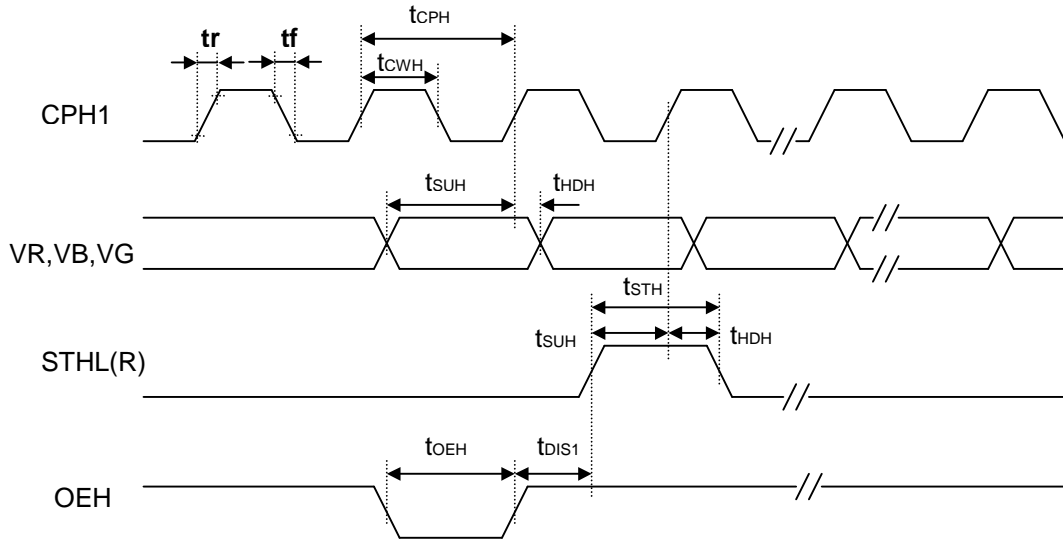 tCPH
tr tf tCWH
CPH1
tSUH tHDH
VR,VB,VG
tSTH
tSUH tHDH
STHL(R)
tOEH tDIS1
OEH